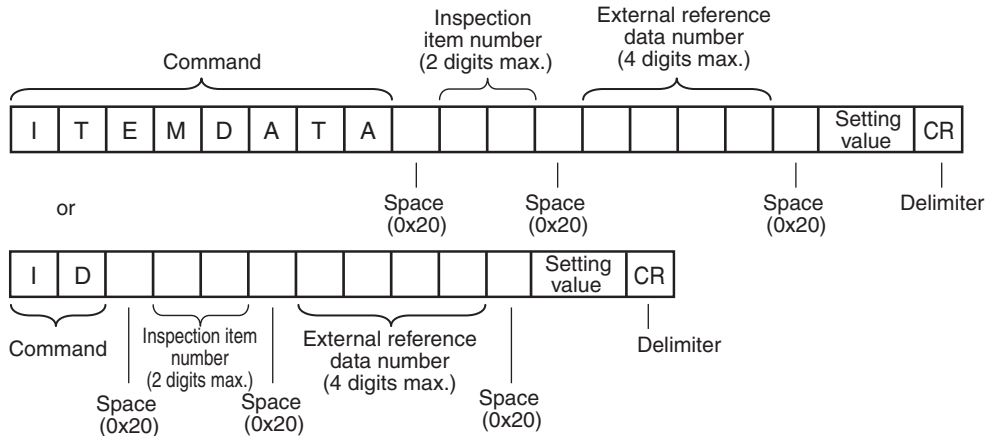 Command
Inspection
item number
(2 digits max.)
External reference
data number
(4 digits max.)
I T E M D A T A Setting value CR
Space
(0x20)
Space
(0x20)
Space
(0x20)
Delimiter
or
I D Setting value CR
Command
Inspection item
number
(2 digits max.)
External reference
data number
(4 digits max.)
Delimiter
Space
(0x20)
Space
(0x20)
Space
(0x20)